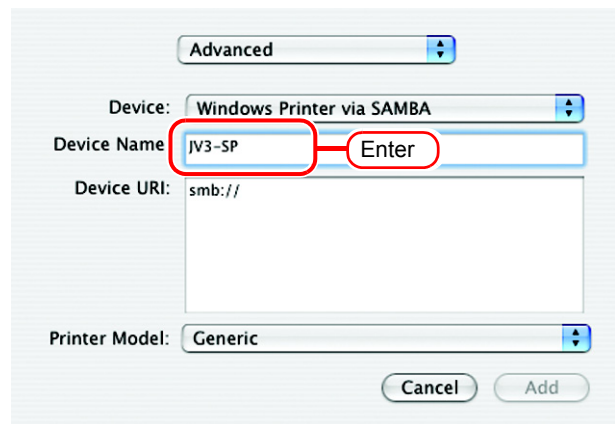 Advanced
Device: Windows Printer via SAMBA
Device Name JV3-SP Enter
Device URI: smb://
Printer Model: Generic
Cancel Add